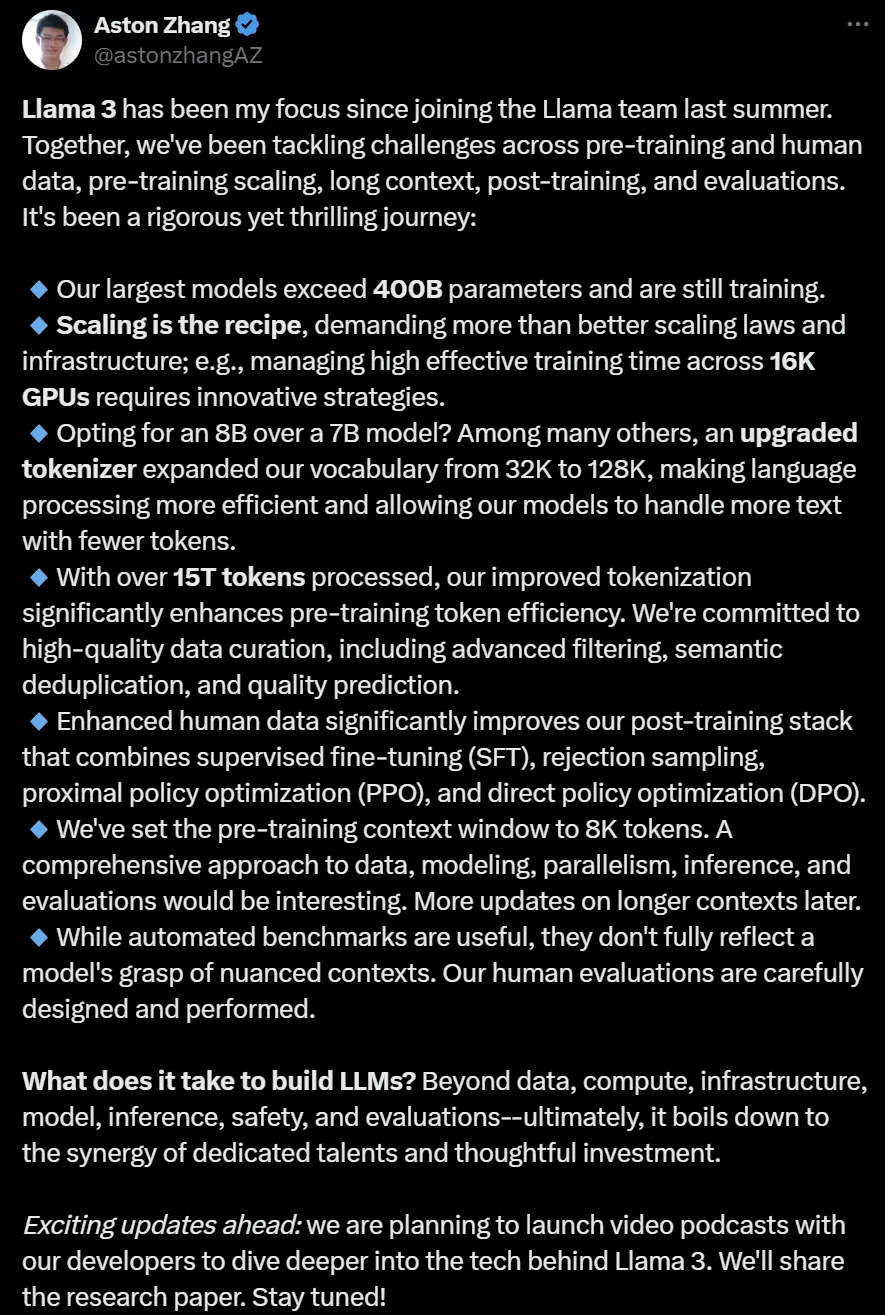 Aston Zhang
@astonzhangAZ
Llama 3 has been my focus since joining the Llama team last summer.
Together, we've been tackling challenges across pre-training and human
data, pre-training scaling, long context, post-training, and evaluations.
It's been a rigorous yet thrilling journey:
🔹Our largest models exceed 400B parameters and are still training.
🔹Scaling is the recipe, demanding more than better scaling laws and
infrastructure; e.g., managing high effective training time across 16K
GPUs requires innovative strategies.
🔹Opting for an 8B over a 7B model? Among many others, an upgraded
tokenizer expanded our vocabulary from 32K to 128K, making language
processing more efficient and allowing our models to handle more text
with fewer tokens.
🔹With over 15T tokens processed, our improved tokenization
significantly enhances pre-training token efficiency. We're committed to
high-quality data curation, including advanced filtering, semantic
deduplication, and quality prediction.
🔹Enhanced human data significantly improves our post-training stack
that combines supervised fine-tuning (SFT), rejection sampling,
proximal policy optimization (PPO), and direct policy optimization (DPO).
🔹We've set the pre-training context window to 8K tokens. A
comprehensive approach to data, modeling, parallelism, inference, and
evaluations would be interesting. More updates on longer contexts later.
🔹While automated benchmarks are useful, they don't fully reflect a
model's grasp of nuanced contexts. Our human evaluations are carefully
designed and performed.
What does it take to build LLMs? Beyond data, compute, infrastructure,
model, inference, safety, and evaluations--ultimately, it boils down to
the synergy of dedicated talents and thoughtful investment.
Exciting updates ahead: we are planning to launch video podcasts with
our developers to dive deeper into the tech behind Llama 3. We'll share
the research paper. Stay tuned!